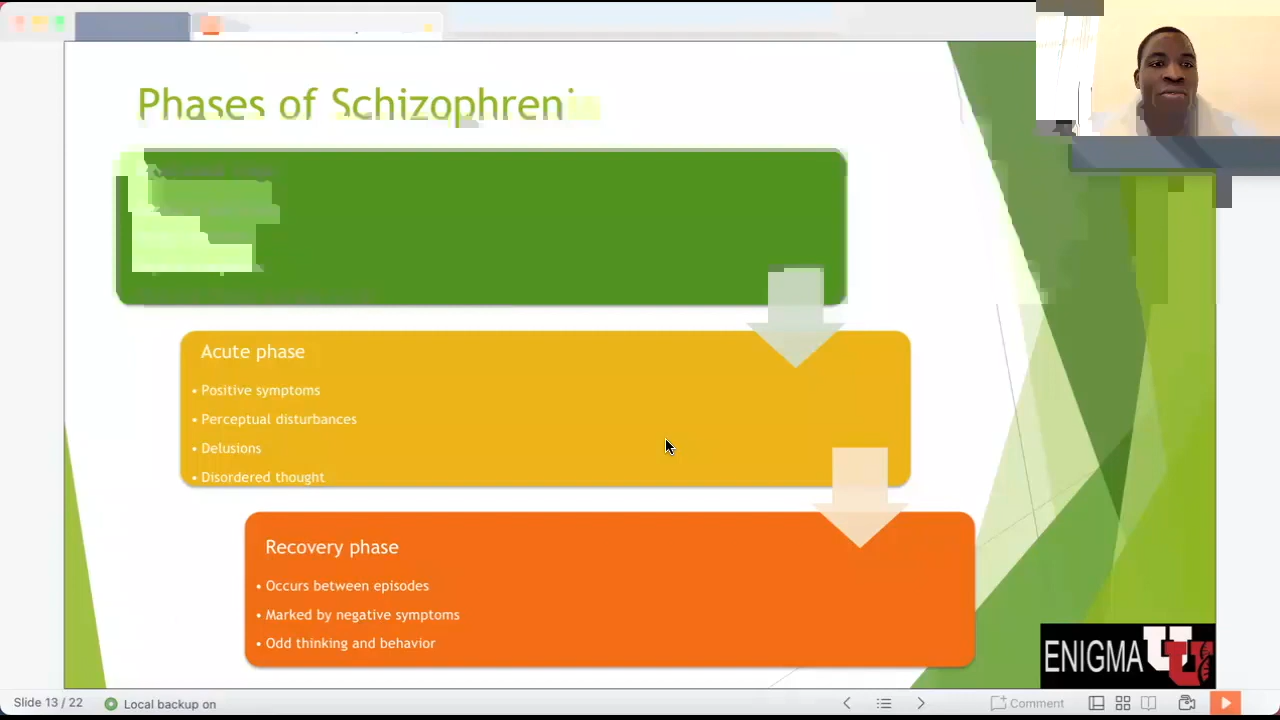 Phases of Schizophreni
Acute phase
• Positive symptoms
• Perceptual disturbances
• Delusions
• Disordered thought
Recovery phase
• Occurs between episodes
• Marked by negative symptoms
• Odd thinking and behavior
ENIGMA U
Slide 13 / 22
Local backup on
Comment